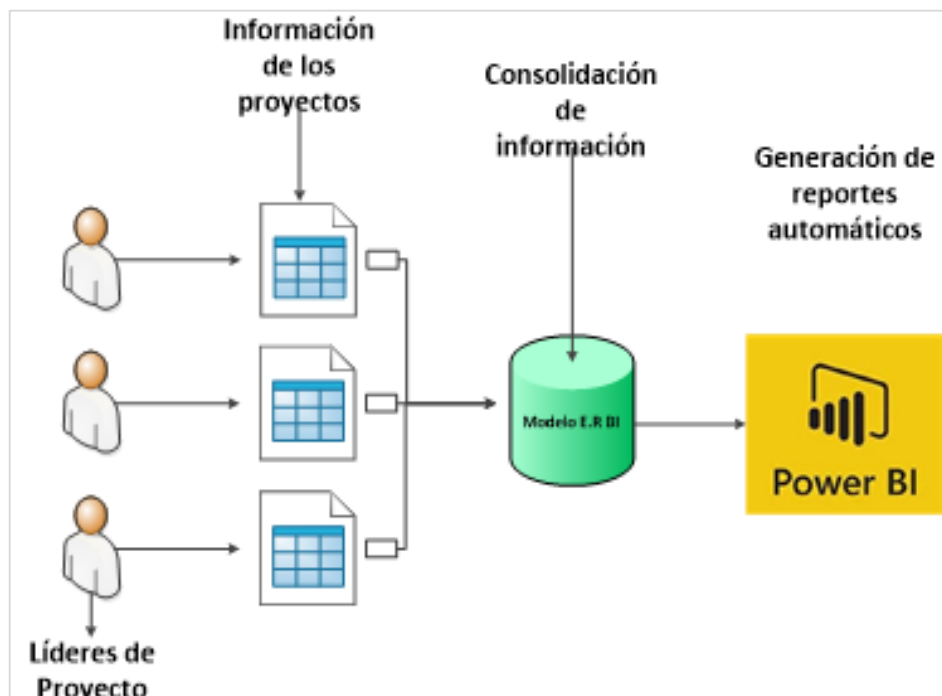 Información
de los
proyectos
Consolidación
de
información
Generación de
reportes
automáticos
Modelo E.R BI
Power BI
Líderes de
Proyecto